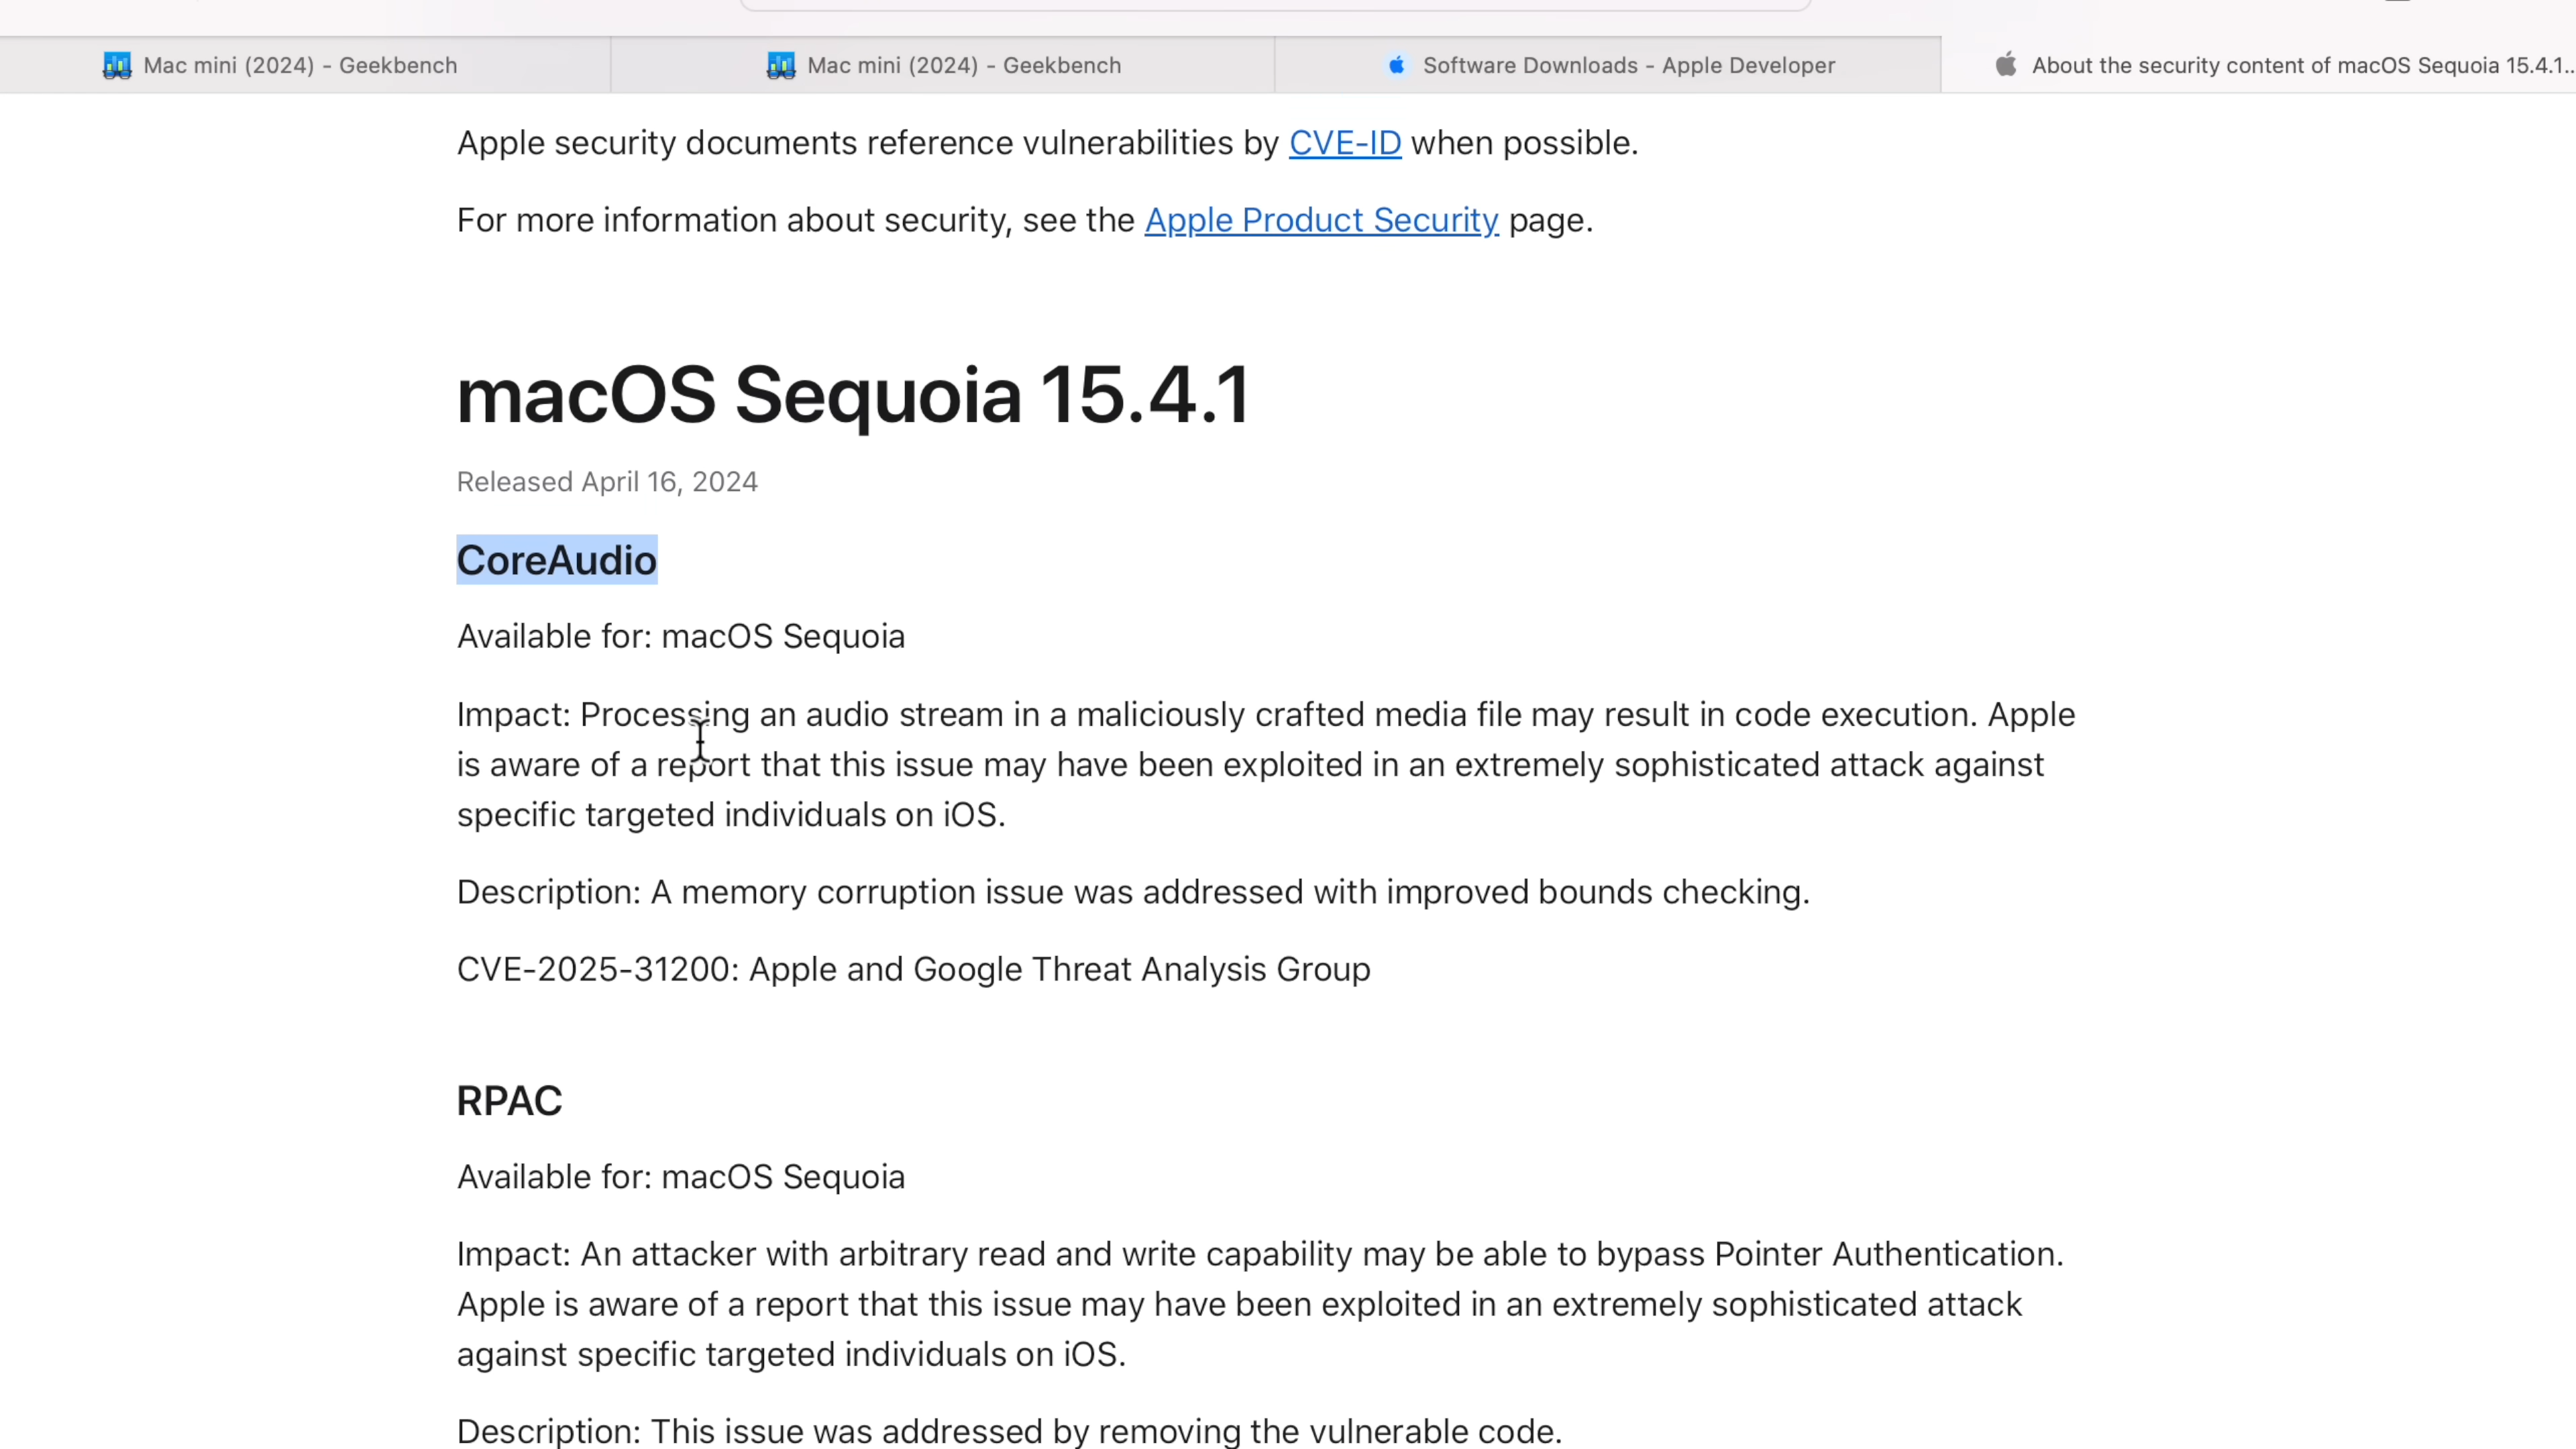 Mac mini (2024) - Geekbench
Mac mini (2024) - Geekbench
Software Downloads - Apple Developer
About the security content of macOS Sequoia 15.4.1...
Apple security documents reference vulnerabilities by CVE-ID when possible.
For more information about security, see the Apple Product Security page.
macOS Sequoia 15.4.1
Released April 16, 2024
CoreAudio
Available for: macOS Sequoia
Impact: Processing an audio stream in a maliciously crafted media file may result in code execution. Apple
is aware of a report that this issue may have been exploited in an extremely sophisticated attack against
specific targeted individuals on iOS.
Description: A memory corruption issue was addressed with improved bounds checking.
CVE-2025-31200: Apple and Google Threat Analysis Group
RPAC
Available for: macOS Sequoia
Impact: An attacker with arbitrary read and write capability may be able to bypass Pointer Authentication.
Apple is aware of a report that this issue may have been exploited in an extremely sophisticated attack
against specific targeted individuals on iOS.
Description: This issue was addressed by removing the vulnerable code.